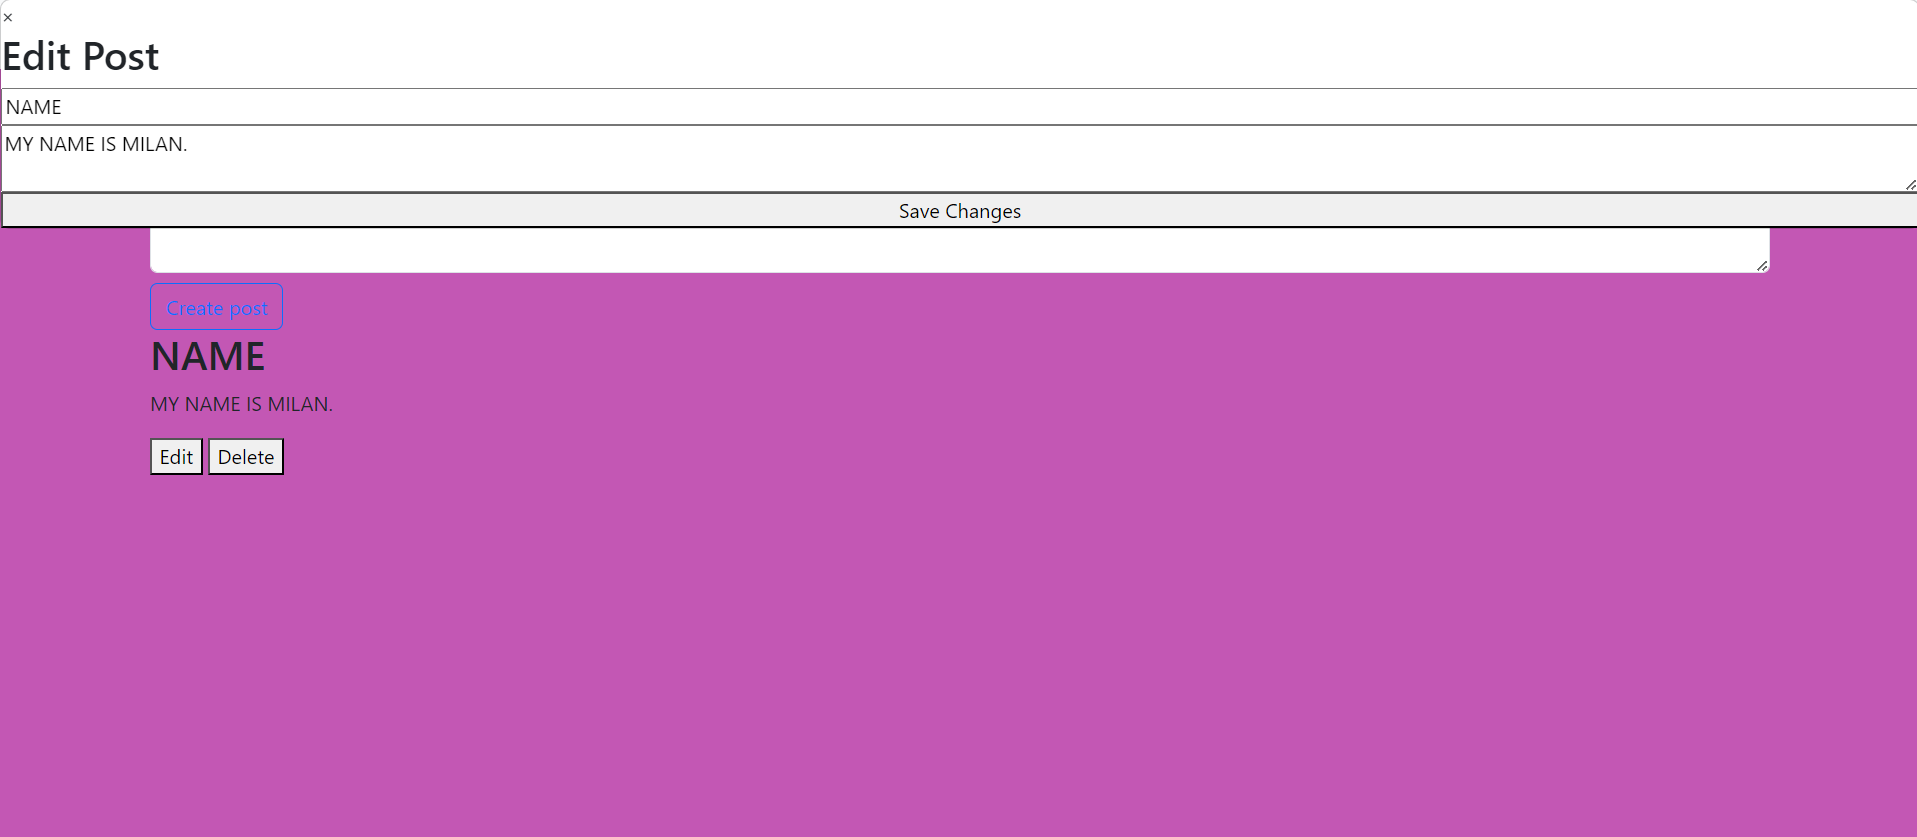 ×
Edit Post
NAME
MY NAME IS MILAN.
Save Changes
Create post
NAME
MY NAME IS MILAN.
Edit Delete